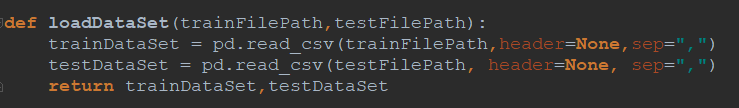 def loadDataSet(trainFilePath,testFilePath):
    trainDataSet = pd.read_csv(trainFilePath,header=None,sep=",")
    testDataSet = pd.read_csv(testFilePath, header=None, sep=",")
    return trainDataSet,testDataSet